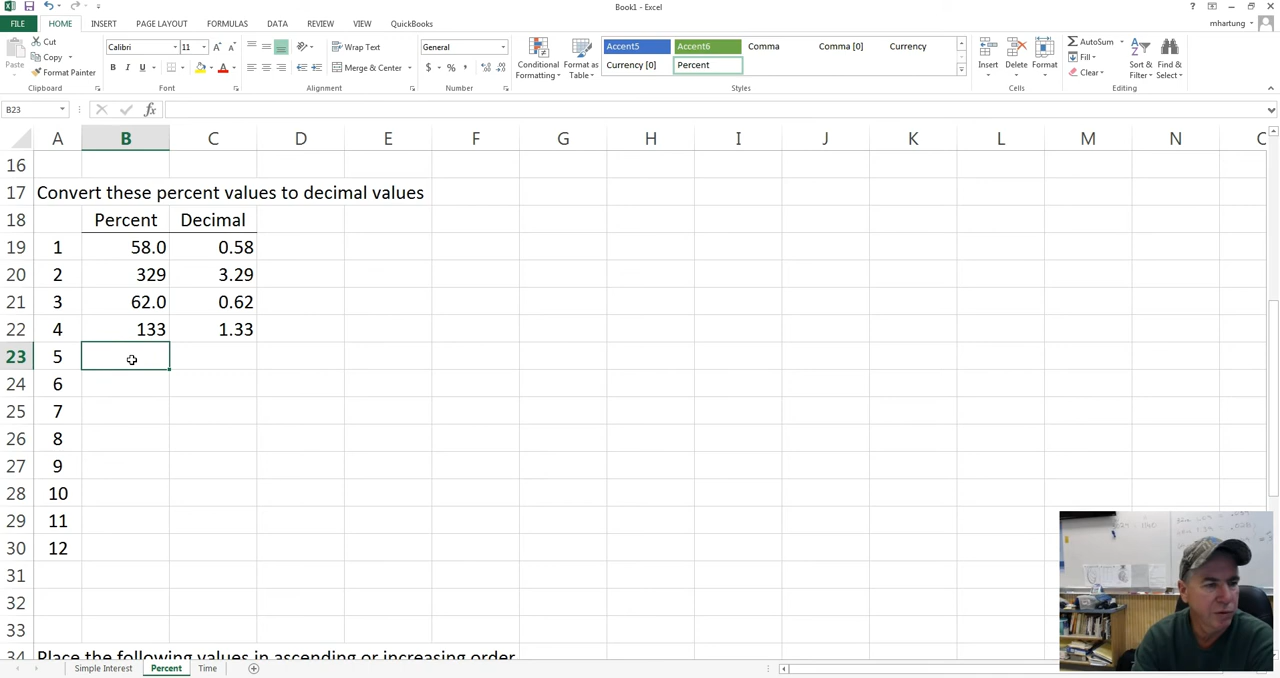 Book1 - Excel
FILE HOME INSERT PAGE LAYOUT FORMULAS DATA REVIEW VIEW QuickBooks
mhartung
Paste
Cut
Copy
Format Painter
Clipboard
Calibri 11
B I U
Font
Wrap Text
Merge & Center
Alignment
General
$ % ,
Number
Conditional Formatting
Format as Table
Accent5 Accent6 Comma Comma [0] Currency
Currency [0] Percent
Styles
Insert Delete Format
Cells
AutoSum
Fill
Clear
Sort & Filter
Find & Select
Editing
B23
fx
A B C D E F G H I J K L M N
16
17 Convert these percent values to decimal values
18 Percent Decimal
19 1 58.0 0.58
20 2 329 3.29
21 3 62.0 0.62
22 4 133 1.33
23 5
24 6
25 7
26 8
27 9
28 10
29 11
30 12
31
32
33
34 Place the following values in ascending or increasing order
Simple Interest Percent Time